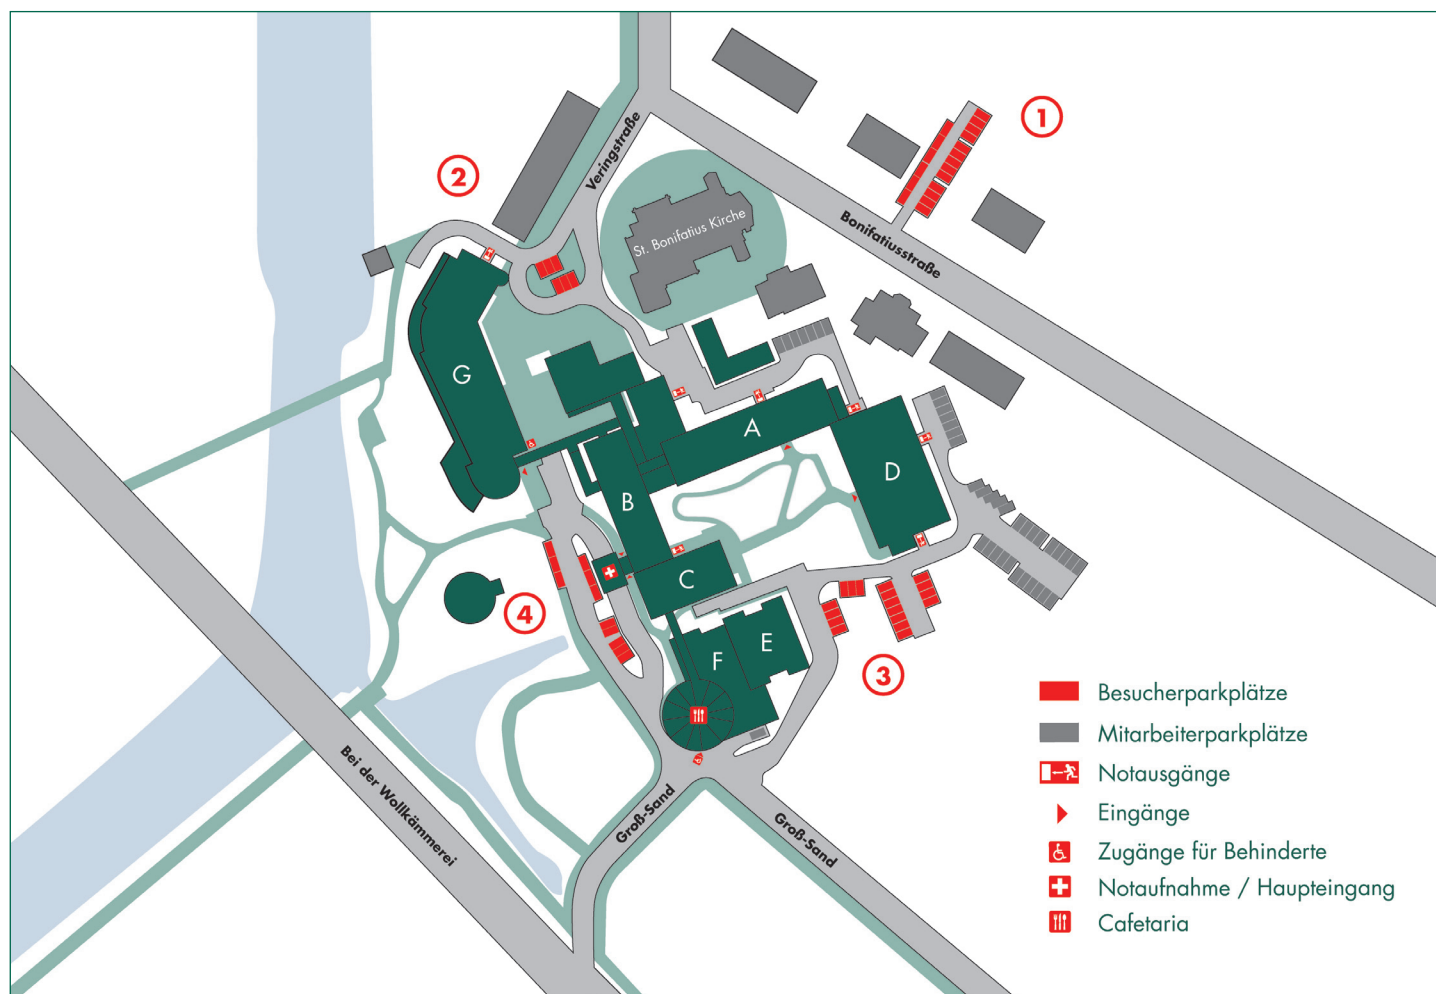 1
2
Veringstraße
St. Bonifatius Kirche
Bonifatiusstraße
G
A
D
B
C
4
E
F
3
Bei der Wollkämmerei
Groß-Sand
Groß-Sand
Besucherparkplätze
Mitarbeiterparkplätze
Notausgänge
Eingänge
Zugänge für Behinderte
Notaufnahme / Haupteingang
Cafetaria